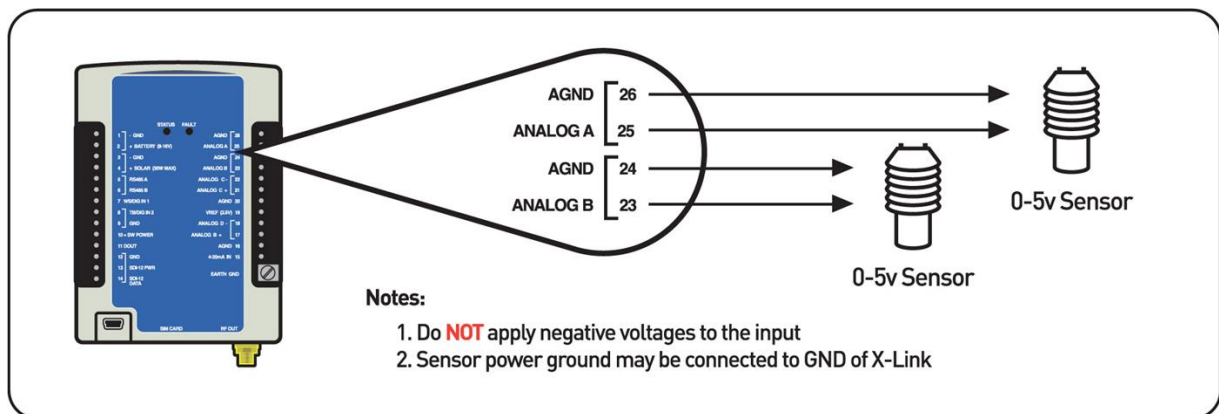 STATUS FAULT
1 - GND
2 + BATTERY (8-16V)
3 - GND
4 + SOLAR (30W MAX)
5 RS485 A
6 RS485 B
7 WS/DIG IN 1
8 TB/DIG IN 2
9 GND
10 + SW POWER
11 DOUT
12 GND
13 SDI-12 PWR
14 SDI-12 DATA
AGND 26
ANALOG A 25
AGND 24
ANALOG B 23
ANALOG C - 22
ANALOG C + 21
AGND 20
VREF (2.5V) 19
ANALOG D - 18
ANALOG D + 17
AGND 16
4-20mA IN 15
EARTH GND
SIM CARD RF OUT
AGND 26
ANALOG A 25
AGND 24
ANALOG B 23
0-5v Sensor
0-5v Sensor
Notes:
1. Do NOT apply negative voltages to the input
2. Sensor power ground may be connected to GND of X-Link